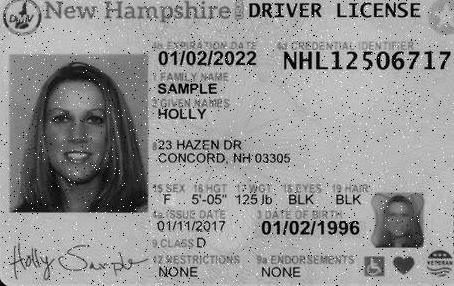 New Hampshire DRIVER LICENSE
4b EXPIRATION DATE 4d CREDENTIAL IDENTIFIER
01/02/2022 NHL12506717
1 FAMILY NAME
SAMPLE
2 GIVEN NAMES
HOLLY
8 23 HAZEN DR
CONCORD, NH 03305
15 SEX 16 HGT 17 WGT 18 EYES 19 HAIR
F 5'-05" 125 lb BLK BLK
4a ISSUE DATE 3 DATE OF BIRTH
01/11/2017 01/02/1996
9 CLASS D
12 RESTRICTIONS 9a ENDORSEMENTS
NONE NONE
Holly Sample
VETERAN